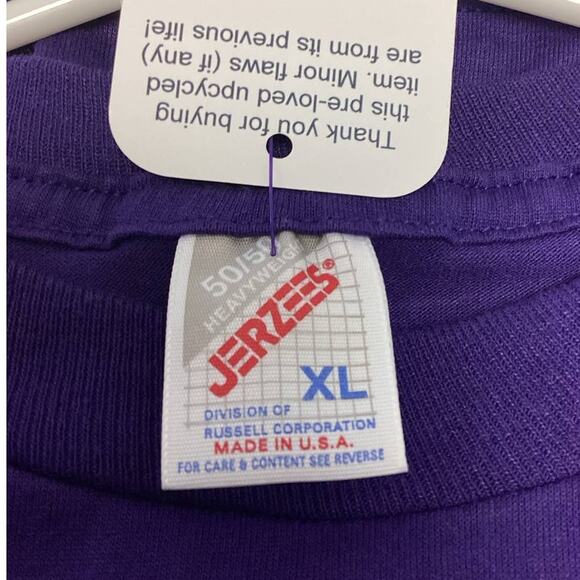 Thank you for buying
this pre-loved upcycled
item. Minor flaws (if any)
are from its previous life!
50/50
HEAVYWEIGHT
JERZEES®
XL
DIVISION OF
RUSSELL CORPORATION
MADE IN U.S.A.
FOR CARE & CONTENT SEE REVERSE